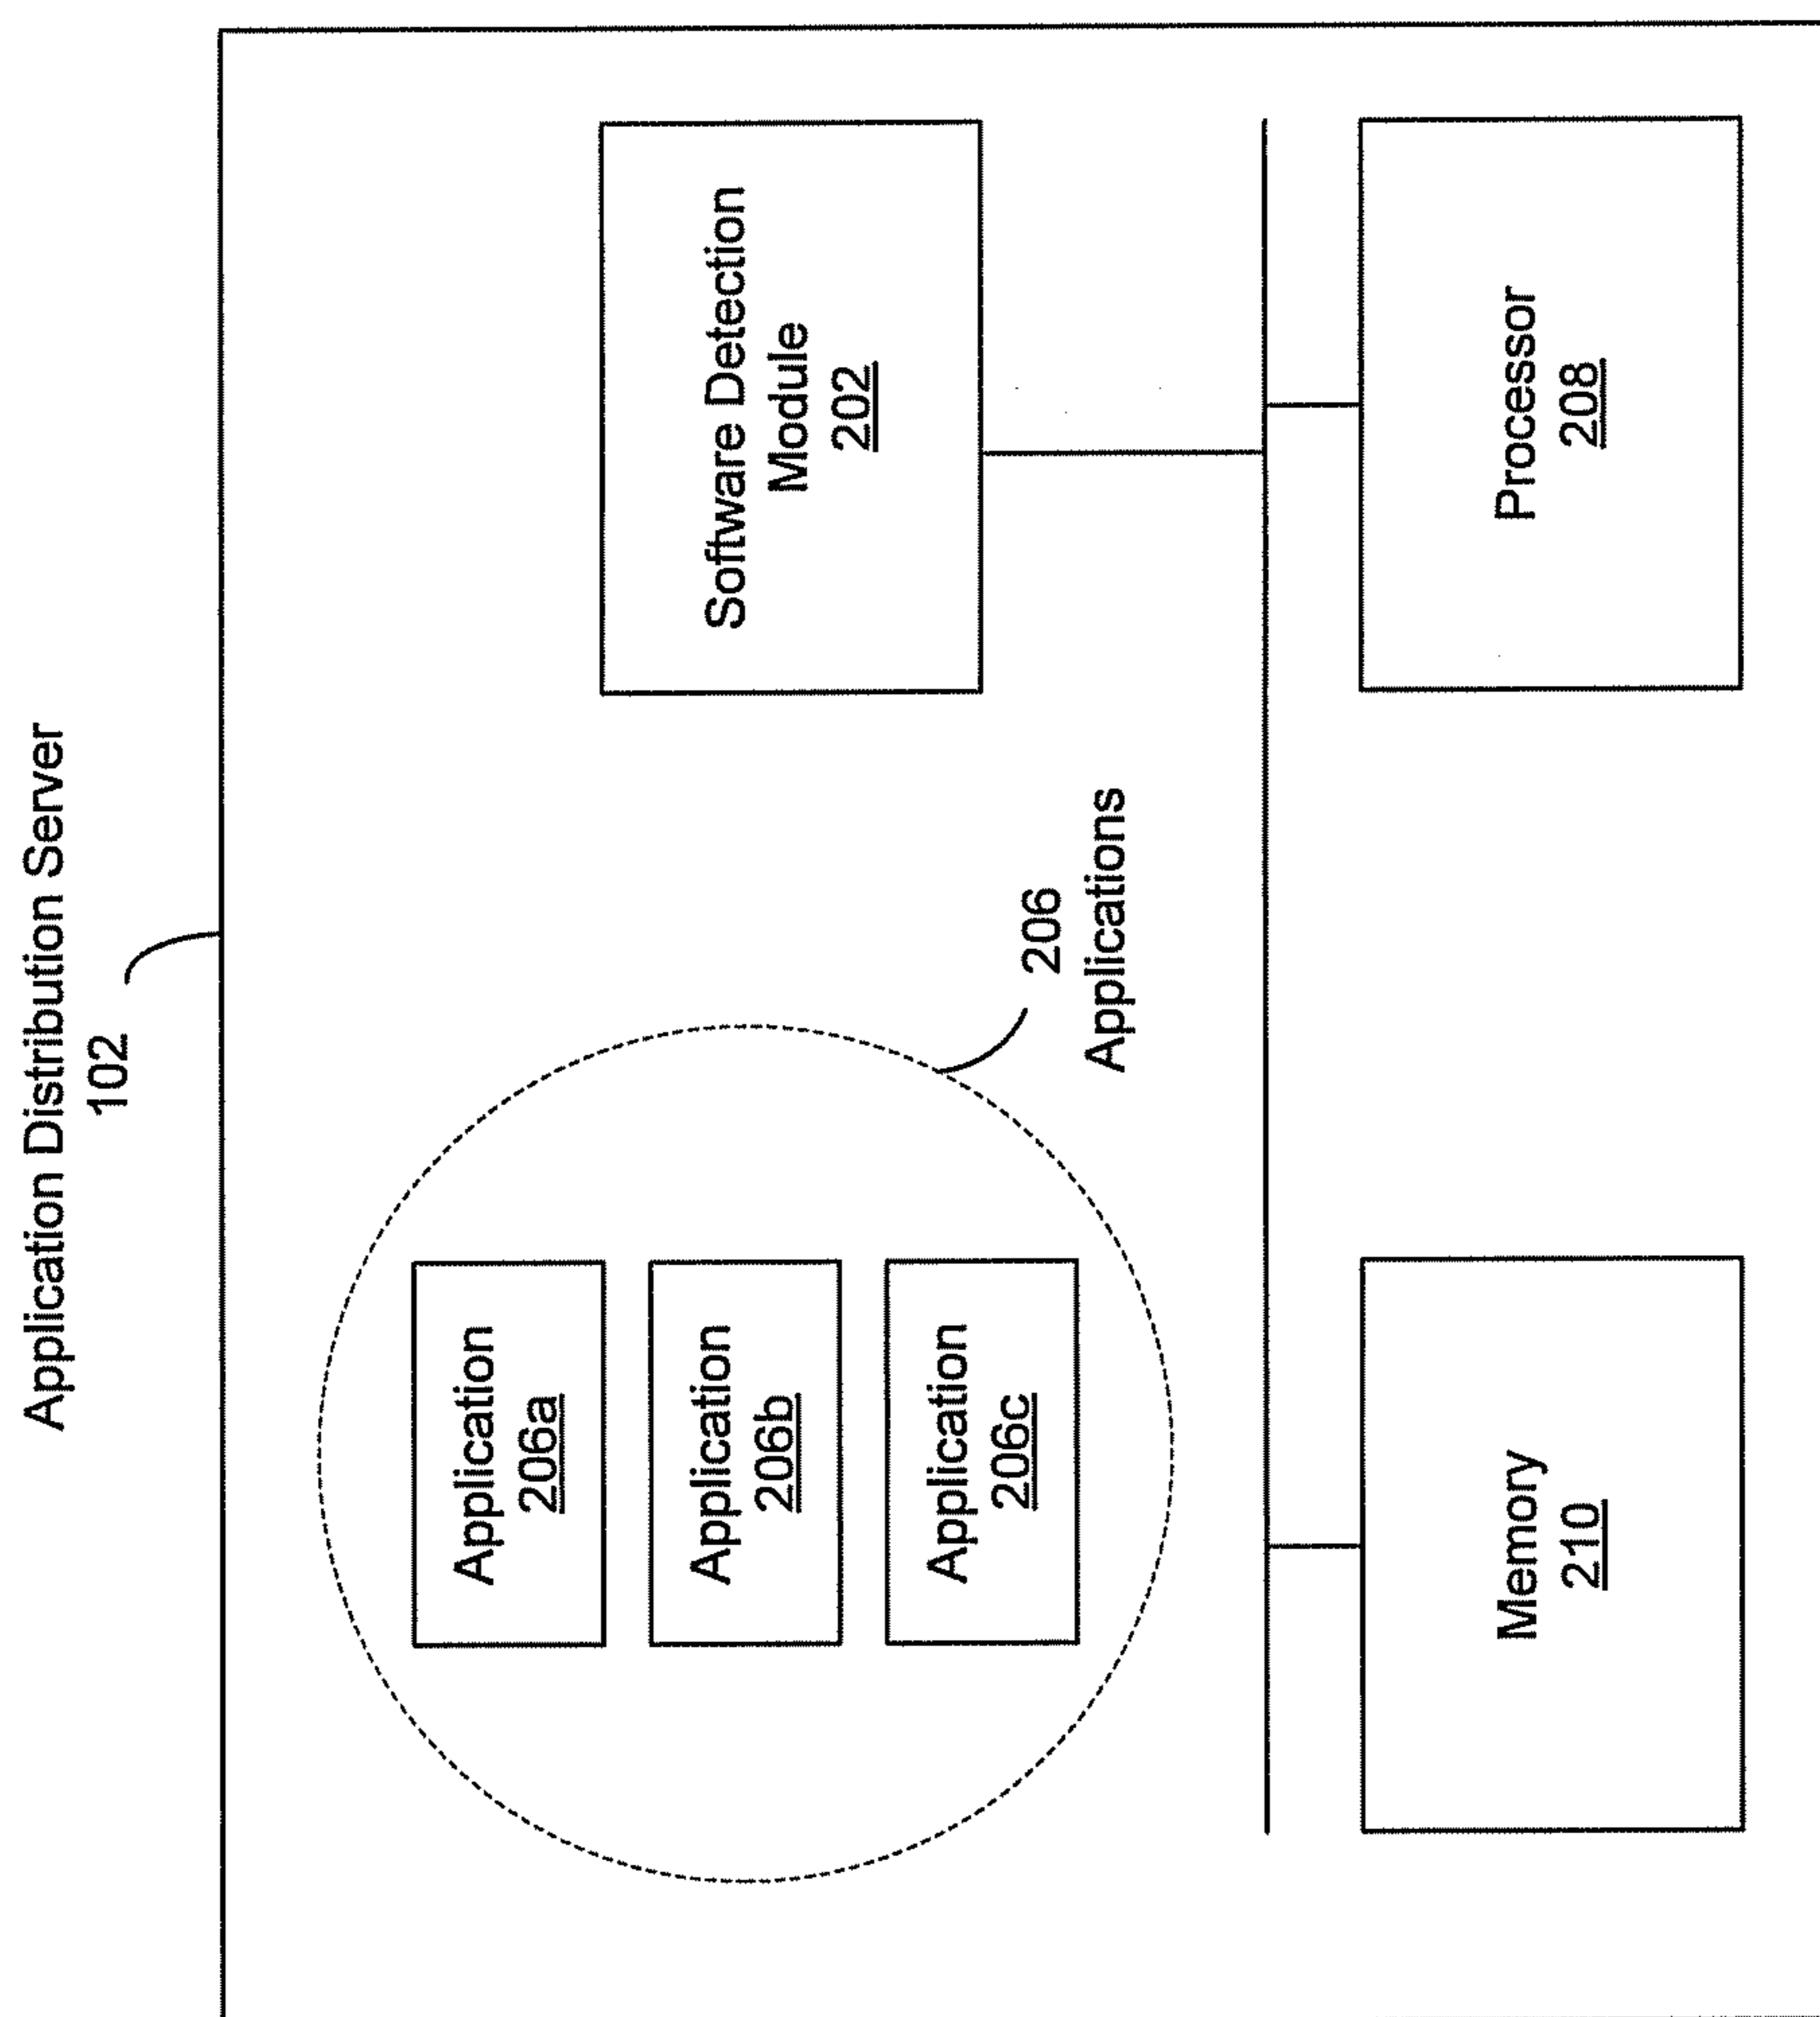 Application Distribution Server
102
Application
206a
Application
206b
Application
206c
206
Applications
Software Detection
Module
202
Memory
210
Processor
208